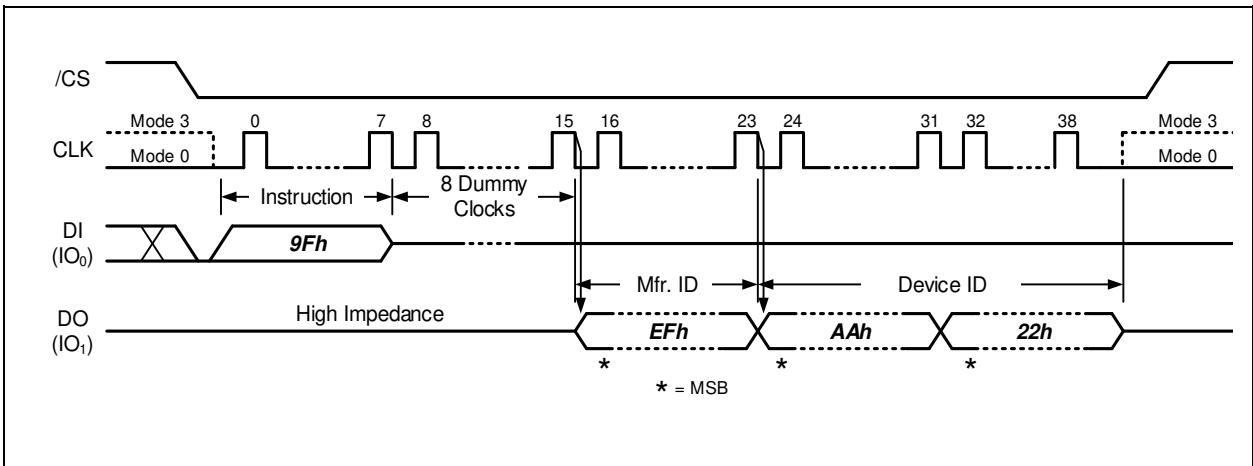 /CS
Mode 3 0 7 8 15 16 23 24 31 32 38 Mode 3
CLK
Mode 0 Mode 0
Instruction 8 Dummy Clocks
DI
(IO₀)
9Fh
Mfr. ID Device ID
DO
(IO₁)
High Impedance
EFh AAh 22h
* * *
* = MSB